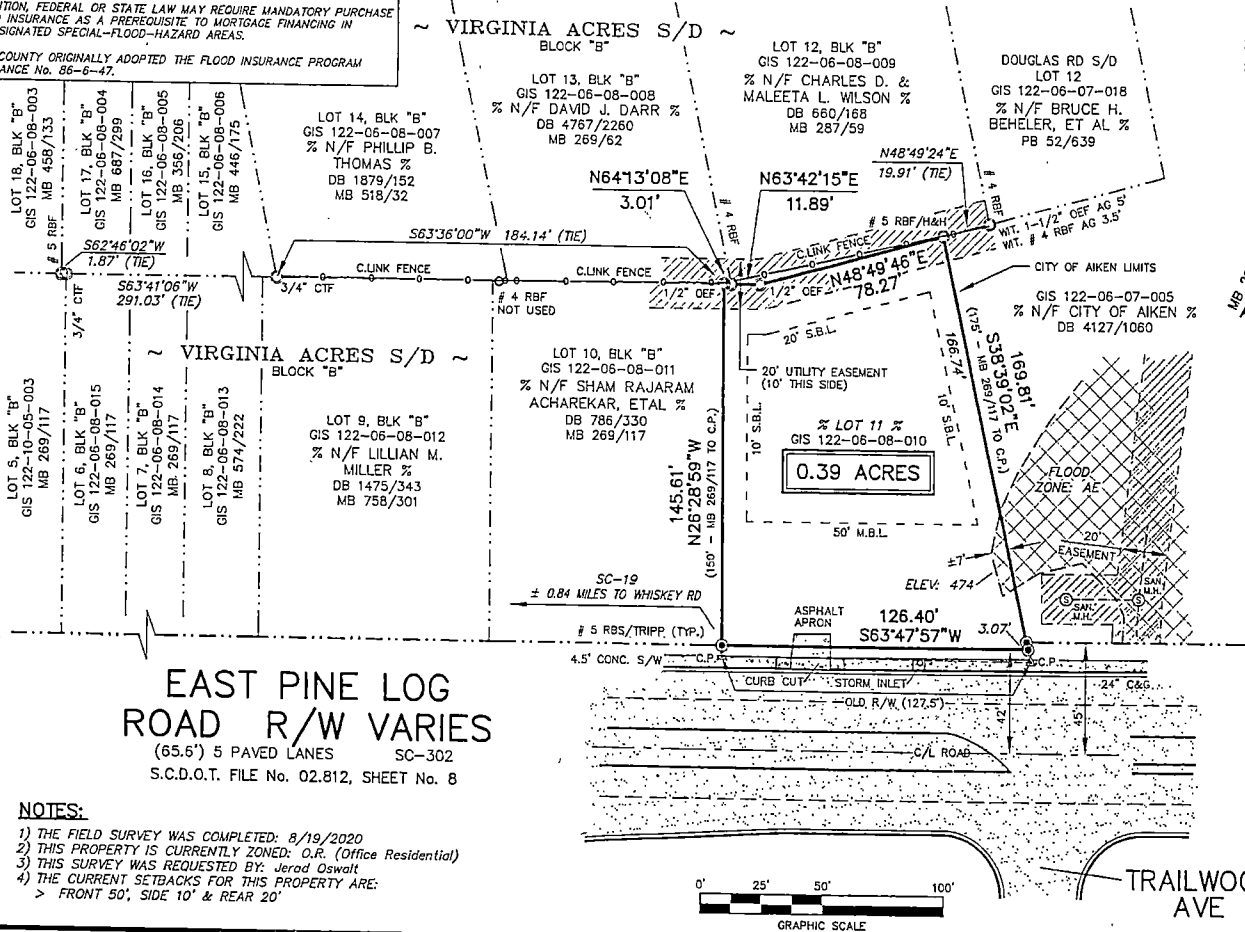 TION, FEDERAL OR STATE LAW MAY REQUIRE MANDATORY PURCHASE
INSURANCE AS A PREREQUISITE TO MORTGAGE FINANCING IN
SIGNATED SPECIAL-FLOOD-HAZARD AREAS.
COUNTY ORIGINALLY ADOPTED THE FLOOD INSURANCE PROGRAM
ANCE No. 86-6-47.
~ VIRGINIA ACRES S/D ~
BLOCK "B"
LOT 18, BLK "B"
GIS 122-06-08-003
MB 458/133
LOT 17, BLK "B"
GIS 122-06-08-004
MB 687/299
LOT 16, BLK "B"
GIS 122-06-08-005
MB 356/206
LOT 15, BLK "B"
GIS 122-06-08-006
MB 446/175
LOT 14, BLK "B"
GIS 122-06-08-007
% N/F PHILLIP B.
THOMAS %
DB 1879/152
MB 518/32
LOT 13, BLK "B"
GIS 122-06-08-008
% N/F DAVID J. DARR %
DB 4767/2260
MB 269/62
LOT 12, BLK "B"
GIS 122-06-08-009
% N/F CHARLES D. &
MALEETA L. WILSON %
DB 660/168
MB 287/59
DOUGLAS RD S/D
LOT 12
GIS 122-06-07-018
% N/F BRUCE H.
BEHELER, ET AL %
PB 52/639
N48°49'24"E
19.91' (TIE)
N64°13'08"E
3.01'
N63°42'15"E
11.89'
# 4 RBF
# 5 RBF/H&H
# 4 RBF
WIT. 1-1/2" OEF AG 5'
WIT. # 4 RBF AG 3.5'
# 5 RBF
S62°46'02"W
1.87' (TIE)
S63°36'00"W 184.14' (TIE)
C.LINK FENCE
C.LINK FENCE
C.LINK FENCE
S63°41'06"W
291.03' (TIE)
3/4" CTF
3/4" CTF
# 4 RBF
NOT USED
1/2" OEF
1/2" OEF
N48°49'46"E
78.27'
CITY OF AIKEN LIMITS
GIS 122-06-07-005
% N/F CITY OF AIKEN %
DB 4127/1060
MB
~ VIRGINIA ACRES S/D ~
BLOCK "B"
LOT 5, BLK "B"
GIS 122-10-05-003
MB 269/117
LOT 6, BLK "B"
GIS 122-06-08-015
MB 269/117
LOT 7, BLK "B"
GIS 122-06-08-014
MB 269/117
LOT 8, BLK "B"
GIS 122-06-08-013
MB 574/222
LOT 9, BLK "B"
GIS 122-06-08-012
% N/F LILLIAN M.
MILLER %
DB 1475/343
MB 758/301
LOT 10, BLK "B"
GIS 122-06-08-011
% N/F SHAM RAJARAM
ACHAREKAR, ETAL %
DB 786/330
MB 269/117
20' S.B.L.
20' UTILITY EASEMENT
(10' THIS SIDE)
10' S.B.L.
10' S.B.L.
166.74'
169.81'
S38°39'02"E
(175' - MB 269/117 TO C.P.)
145.61'
N26°28'59"W
(150' - MB 269/117 TO C.P.)
% LOT 11 %
GIS 122-06-08-010
0.39 ACRES
50' M.B.L.
FLOOD
ZONE: AE
20'
EASEMENT
±7'
ELEV: 474
SAN.
M.H.
S
S
SAN.
M.H.
SC-19
± 0.84 MILES TO WHISKEY RD
ASPHALT
APRON
126.40'
S63°47'57"W
3.07'
# 5 RBS/TRIPP (TYP.)
4.5' CONC. S/W
C.P.
C.P.
CURB CUT
STORM INLET
24" C&G
OLD R/W (127.5')
42'
45'
C/L ROAD
EAST PINE LOG
ROAD R/W VARIES
(65.6') 5 PAVED LANES SC-302
S.C.D.O.T. FILE No. 02.812, SHEET No. 8
NOTES:
1) THE FIELD SURVEY WAS COMPLETED: 8/19/2020
2) THIS PROPERTY IS CURRENTLY ZONED: O.R. (Office Residential)
3) THIS SURVEY WAS REQUESTED BY: Jerad Oswalt
4) THE CURRENT SETBACKS FOR THIS PROPERTY ARE:
> FRONT 50', SIDE 10' & REAR 20'
0' 25' 50' 100'
GRAPHIC SCALE
TRAILWOO
AVE